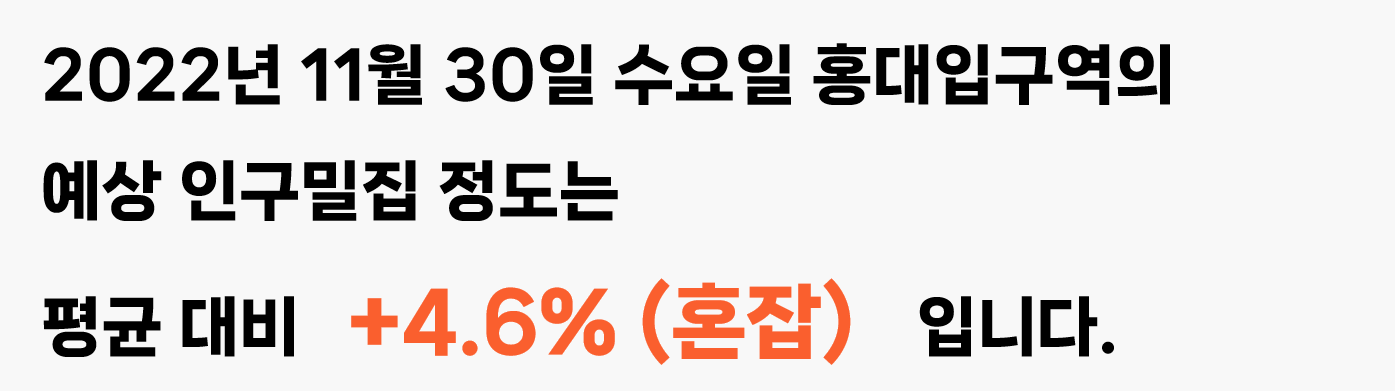 2022년 11월 30일 수요일 홍대입구역의
예상 인구밀집 정도는
평균 대비 +4.6% (혼잡) 입니다.